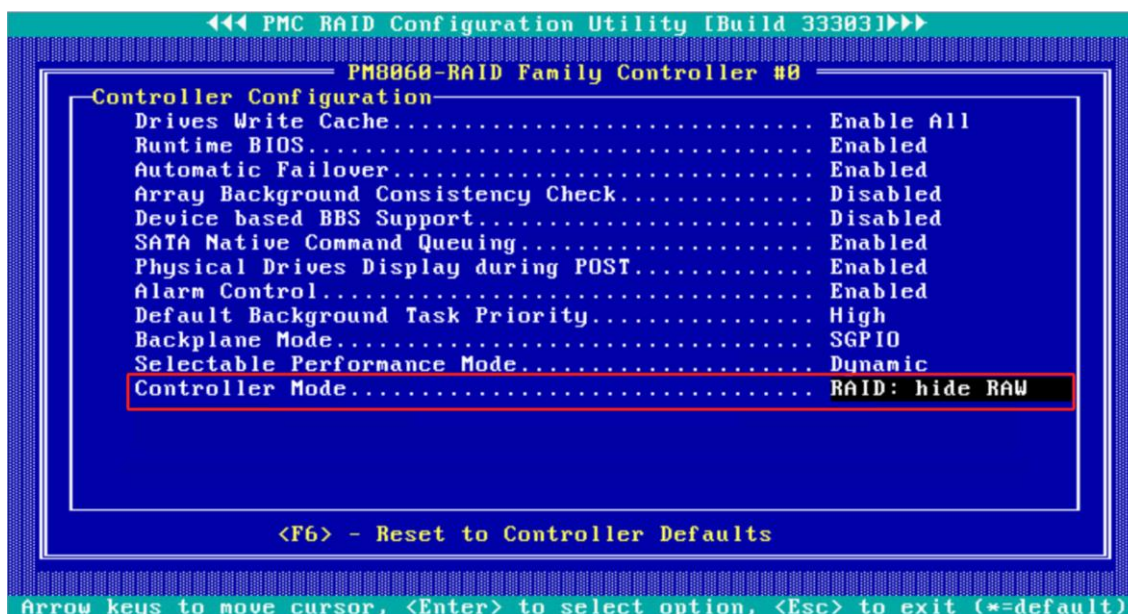 PMC RAID Configuration Utility [Build 33303]
PM8060-RAID Family Controller #0
Controller Configuration
Drives Write Cache............................. Enable All
Runtime BIOS................................... Enabled
Automatic Failover............................. Enabled
Array Background Consistency Check............. Disabled
Device based BBS Support....................... Disabled
SATA Native Command Queuing.................... Enabled
Physical Drives Display during POST............ Enabled
Alarm Control.................................. Enabled
Default Background Task Priority............... High
Backplane Mode................................. SGPIO
Selectable Performance Mode.................... Dynamic
Controller Mode................................ RAID: hide RAW
<F6> - Reset to Controller Defaults
Arrow keys to move cursor, <Enter> to select option, <Esc> to exit (*=default)